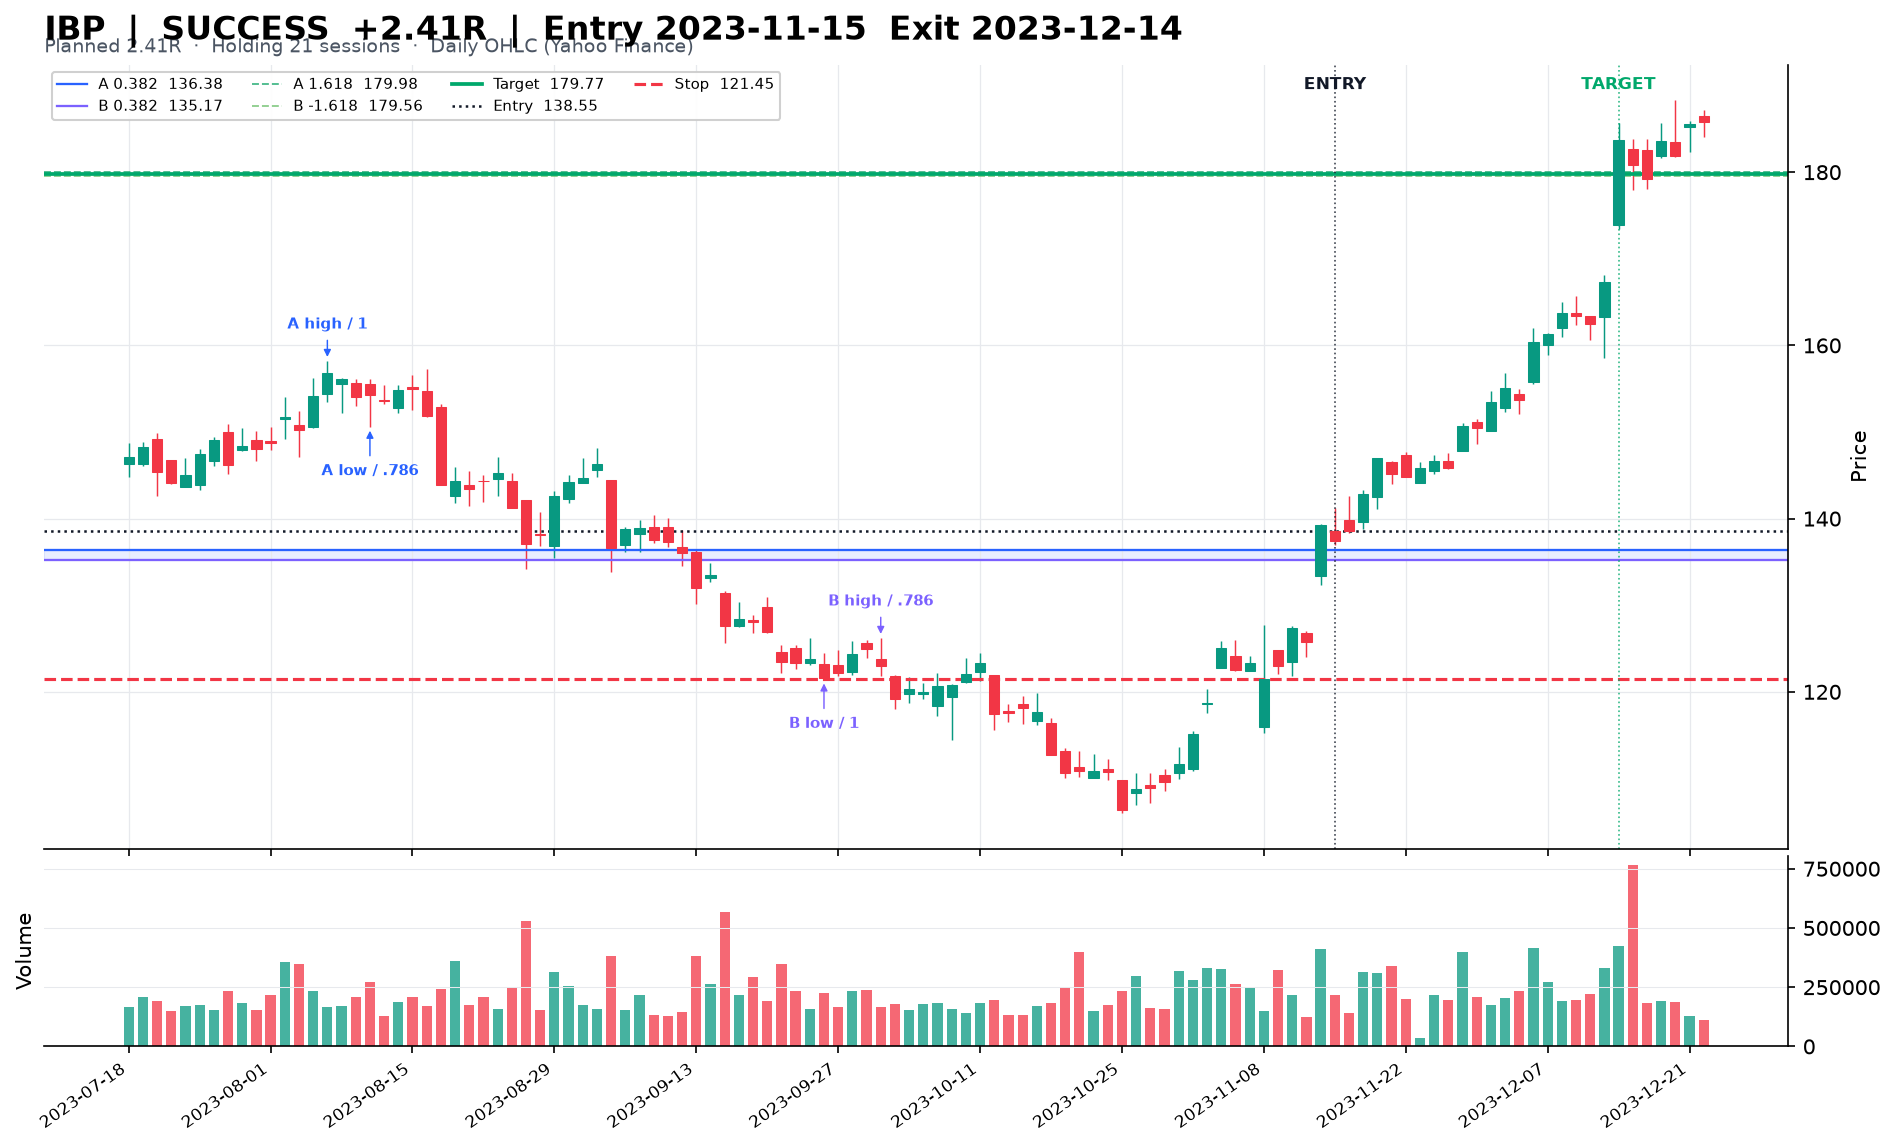 IBP | SUCCESS +2.41R | Entry 2023-11-15 Exit 2023-12-14
Planned 2.41R · Holding 21 sessions · Daily OHLC (Yahoo Finance)
A 0.382 136.38
B 0.382 135.17
A 1.618 179.98
B -1.618 179.56
Target 179.77
Entry 138.55
Stop 121.45
ENTRY
TARGET
180
160
140
120
Price
A high / 1
A low / .786
B high / .786
B low / 1
750000
500000
250000
0
Volume
2023-07-18
2023-08-01
2023-08-15
2023-08-29
2023-09-13
2023-09-27
2023-10-11
2023-10-25
2023-11-08
2023-11-22
2023-12-07
2023-12-21